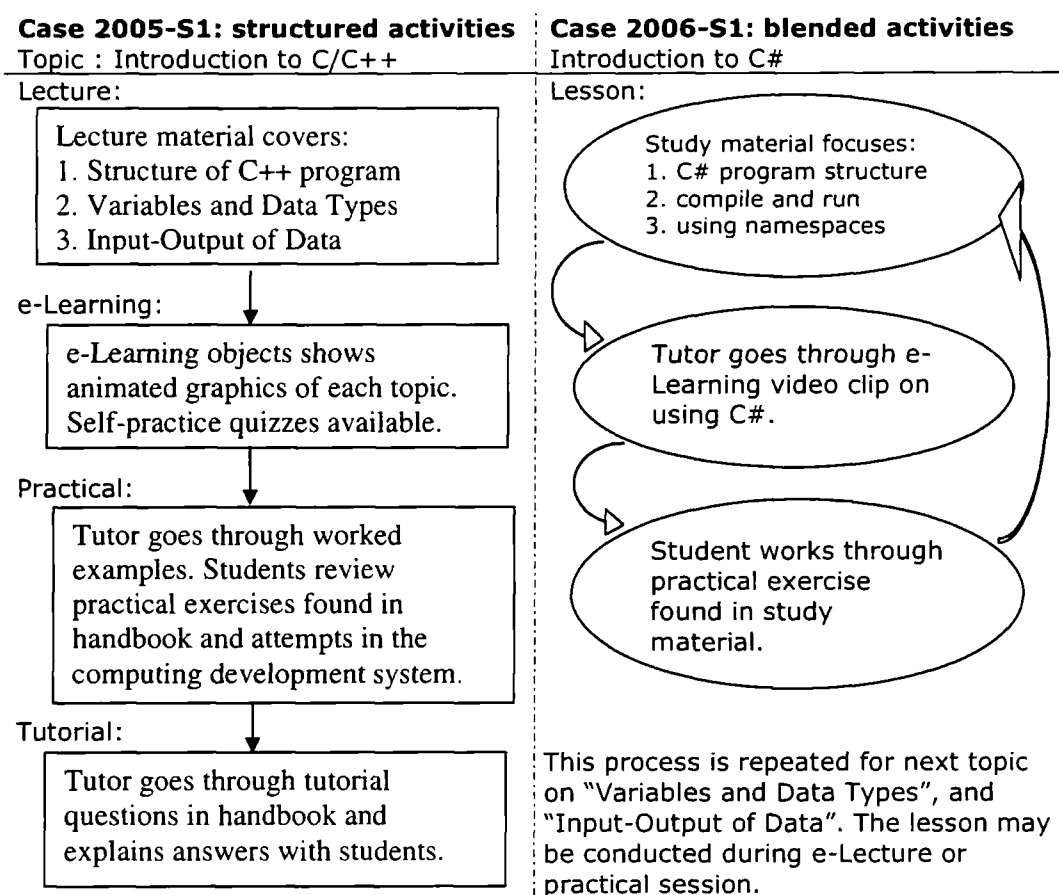 Case 2005-S1: structured activities
Topic : Introduction to C/C++
Lecture:
Lecture material covers:
1. Structure of C++ program
2. Variables and Data Types
3. Input-Output of Data
e-Learning:
e-Learning objects shows
animated graphics of each topic.
Self-practice quizzes available.
Practical:
Tutor goes through worked
examples. Students review
practical exercises found in
handbook and attempts in the
computing development system.
Tutorial:
Tutor goes through tutorial
questions in handbook and
explains answers with students.
Case 2006-S1: blended activities
Introduction to C#
Lesson:
Study material focuses:
1. C# program structure
2. compile and run
3. using namespaces
Tutor goes through e-
Learning video clip on
using C#.
Student works through
practical exercise
found in study
material.
This process is repeated for next topic
on “Variables and Data Types”, and
“Input-Output of Data”. The lesson may
be conducted during e-Lecture or
practical session.